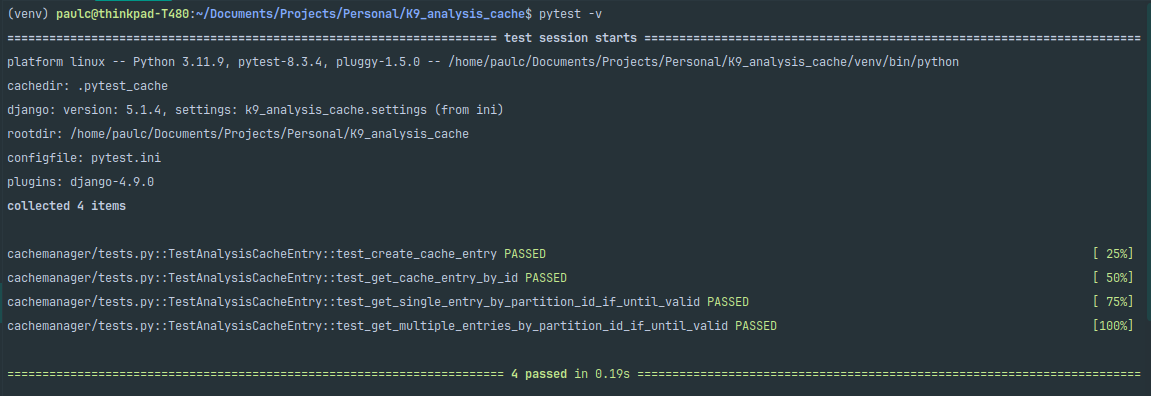 (venv) paulc@thinkpad-T480:~/Documents/Projects/Personal/K9_analysis_cache$ pytest -v
======================================================================= test session starts =======================================================================
platform linux -- Python 3.11.9, pytest-8.3.4, pluggy-1.5.0 -- /home/paulc/Documents/Projects/Personal/K9_analysis_cache/venv/bin/python
cachedir: .pytest_cache
django: version: 5.1.4, settings: k9_analysis_cache.settings (from ini)
rootdir: /home/paulc/Documents/Projects/Personal/K9_analysis_cache
configfile: pytest.ini
plugins: django-4.9.0
collected 4 items
cachemanager/tests.py::TestAnalysisCacheEntry::test_create_cache_entry PASSED [ 25%]
cachemanager/tests.py::TestAnalysisCacheEntry::test_get_cache_entry_by_id PASSED [ 50%]
cachemanager/tests.py::TestAnalysisCacheEntry::test_get_single_entry_by_partition_id_if_until_valid PASSED [ 75%]
cachemanager/tests.py::TestAnalysisCacheEntry::test_get_multiple_entries_by_partition_id_if_until_valid PASSED [100%]
======================================================================== 4 passed in 0.19s ========================================================================